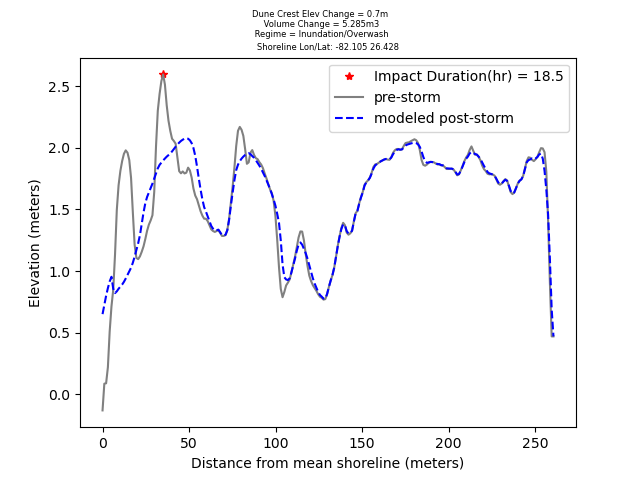 Dune Crest Elev Change = 0.7m
Volume Change = 5.285m3
Regime = Inundation/Overwash
Shoreline Lon/Lat: -82.105 26.428
Impact Duration(hr) = 18.5
pre-storm
modeled post-storm
Elevation (meters)
2.5
2.0
1.5
1.0
0.5
0.0
0 50 100 150 200 250
Distance from mean shoreline (meters)